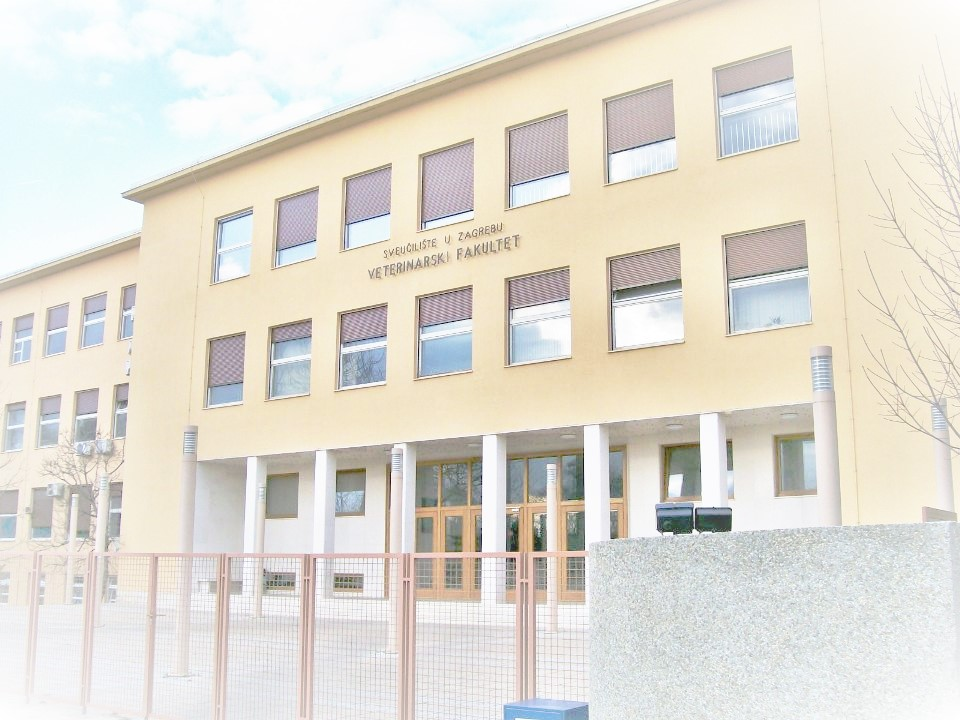 SVEUČILIŠTE U ZAGREBU
VETERINARSKI FAKULTET